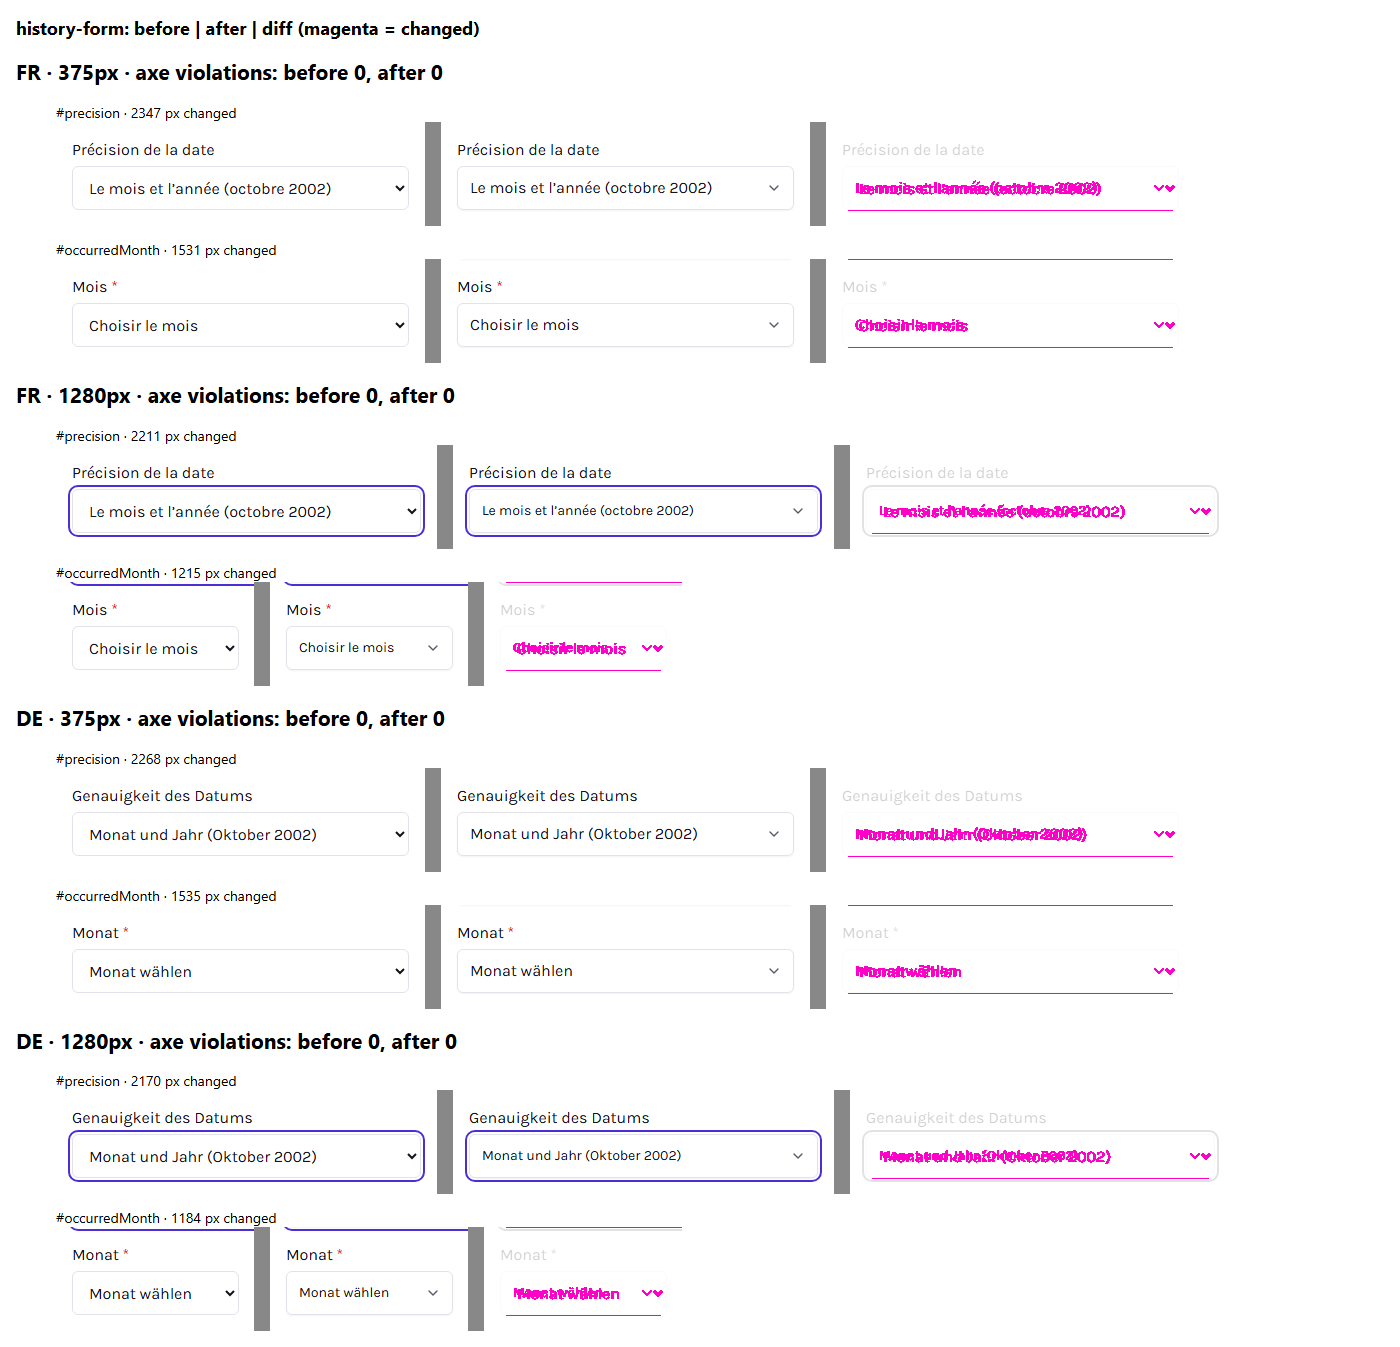 history-form: before | after | diff (magenta = changed)
FR · 375px · axe violations: before 0, after 0
#precision · 2347 px changed
Précision de la date Précision de la date Précision de la date
Le mois et l’année (octobre 2002) Le mois et l’année (octobre 2002)
#occurredMonth · 1531 px changed
Mois * Mois * Mois *
Choisir le mois Choisir le mois
FR · 1280px · axe violations: before 0, after 0
#precision · 2211 px changed
Précision de la date Précision de la date Précision de la date
Le mois et l’année (octobre 2002) Le mois et l’année (octobre 2002)
#occurredMonth · 1215 px changed
Mois * Mois * Mois *
Choisir le mois Choisir le mois
DE · 375px · axe violations: before 0, after 0
#precision · 2268 px changed
Genauigkeit des Datums Genauigkeit des Datums Genauigkeit des Datums
Monat und Jahr (Oktober 2002) Monat und Jahr (Oktober 2002)
#occurredMonth · 1535 px changed
Monat * Monat * Monat *
Monat wählen Monat wählen
DE · 1280px · axe violations: before 0, after 0
#precision · 2170 px changed
Genauigkeit des Datums Genauigkeit des Datums Genauigkeit des Datums
Monat und Jahr (Oktober 2002) Monat und Jahr (Oktober 2002)
#occurredMonth · 1184 px changed
Monat * Monat * Monat *
Monat wählen Monat wählen